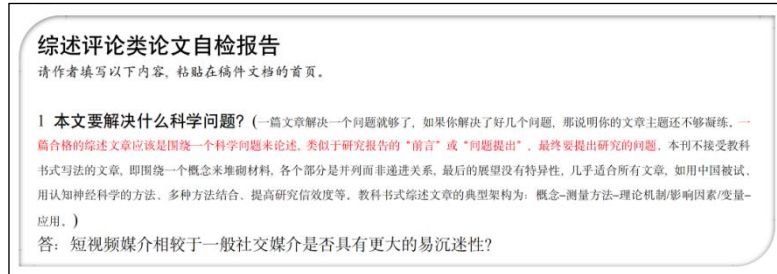 综述评论类论文自检报告
请作者填写以下内容, 粘贴在稿件文档的首页。
1 本文要解决什么科学问题? (一篇文章解决一个问题就够了, 如果你解决了好几个问题, 那说明你的文章主题还不够凝练。一
篇合格的综述文章应该是围绕一个科学问题来论述, 类似于研究报告的“前言”或“问题提出”, 最终要提出研究的问题。本刊不接受教科
书式写法的文章, 即围绕一个概念来堆砌材料, 各个部分是并列而非递进关系, 最后的展望没有特异性, 几乎适合所有文章, 如用中国被试、
用认知神经科学的方法、多种方法结合、提高研究信效度等。教科书式综述文章的典型架构为: 概念–测量方法–理论机制/影响因素/变量–
应用。)
答: 短视频媒介相较于一般社交媒介是否具有更大的易沉迷性?